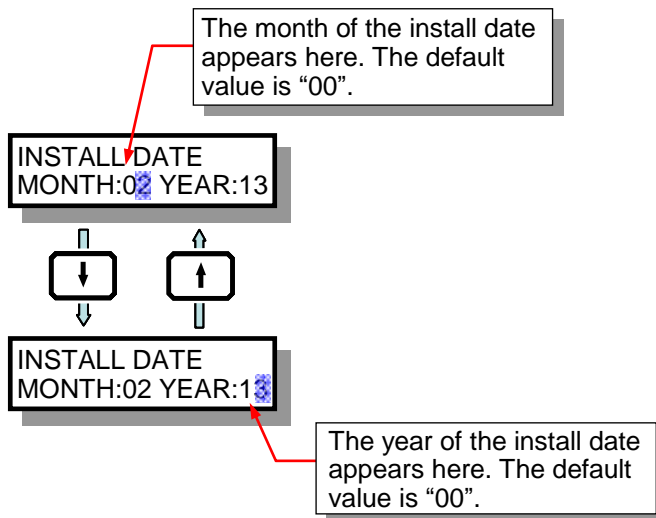 The month of the install date
appears here. The default
value is “00”.
INSTALL DATE
MONTH:02 YEAR:13
INSTALL DATE
MONTH:02 YEAR:13
The year of the install date
appears here. The default
value is “00”.